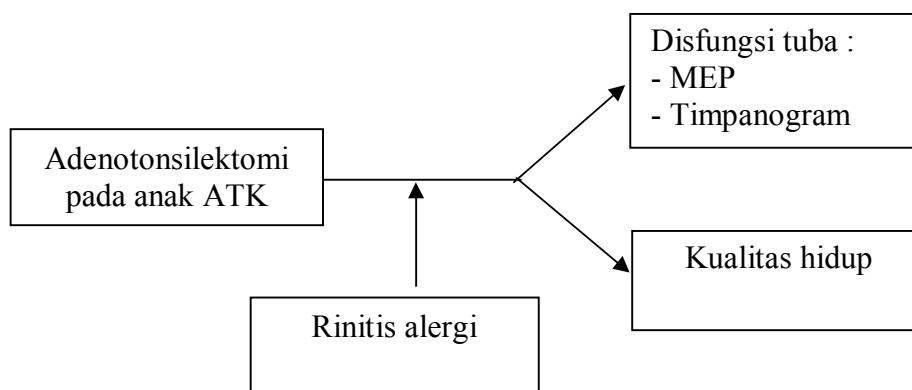 Disfungsi tuba :
- MEP
- Timpanogram
Adenotonsilektomi
pada anak ATK
Kualitas hidup
Rinitis alergi